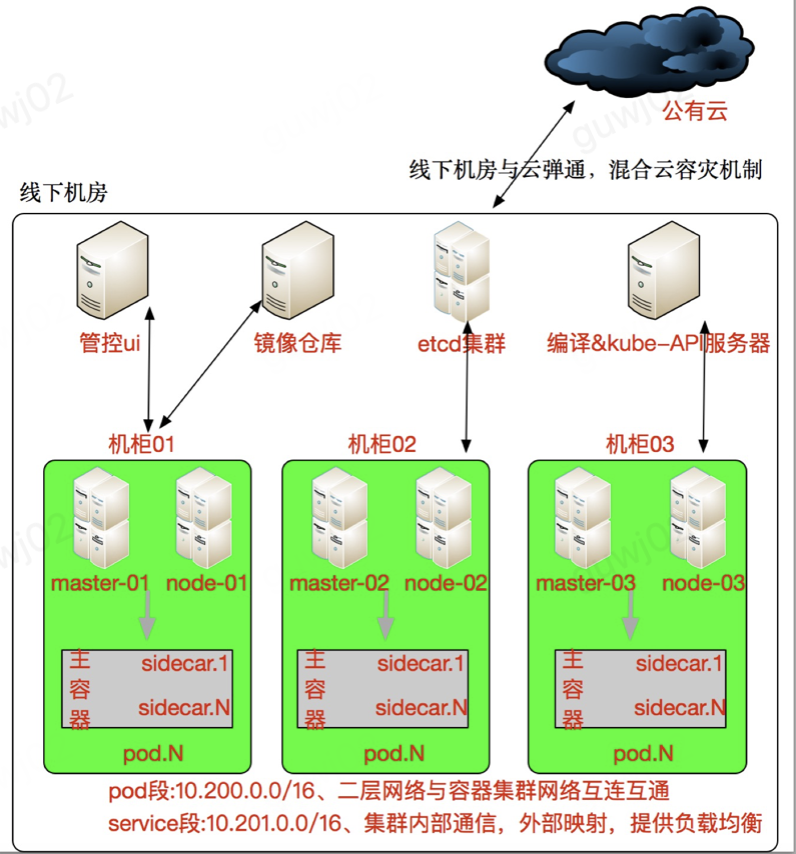 公有云
线下机房与云弹通，混合云容灾机制
线下机房
管控ui
镜像仓库
etcd集群
编译&kube-API服务器
机柜01
机柜02
机柜03
master-01
node-01
master-02
node-02
master-03
node-03
主容器
sidecar.1
sidecar.N
主容器
sidecar.1
sidecar.N
主容器
sidecar.1
sidecar.N
pod.N
pod.N
pod.N
pod段:10.200.0.0/16、二层网络与容器集群网络互连互通
service段:10.201.0.0/16、集群内部通信，外部映射，提供负载均衡
guwj02
wj02
wj02